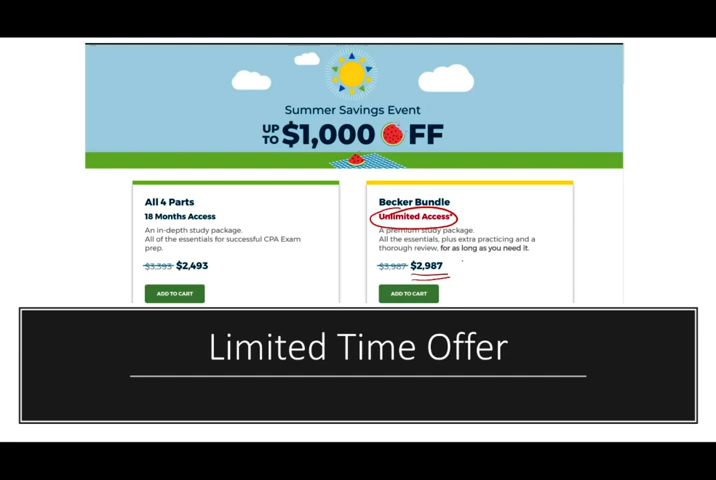 Summer Savings Event
UP TO $1,000 OFF
All 4 Parts
18 Months Access
An in-depth study package.
All of the essentials for successful CPA Exam
prep.
$3,393 $2,493
ADD TO CART
Becker Bundle
Unlimited Access*
A premium study package.
All the essentials, plus extra practicing and a
thorough review, for as long as you need it.
$3,987 $2,987
ADD TO CART
Limited Time Offer